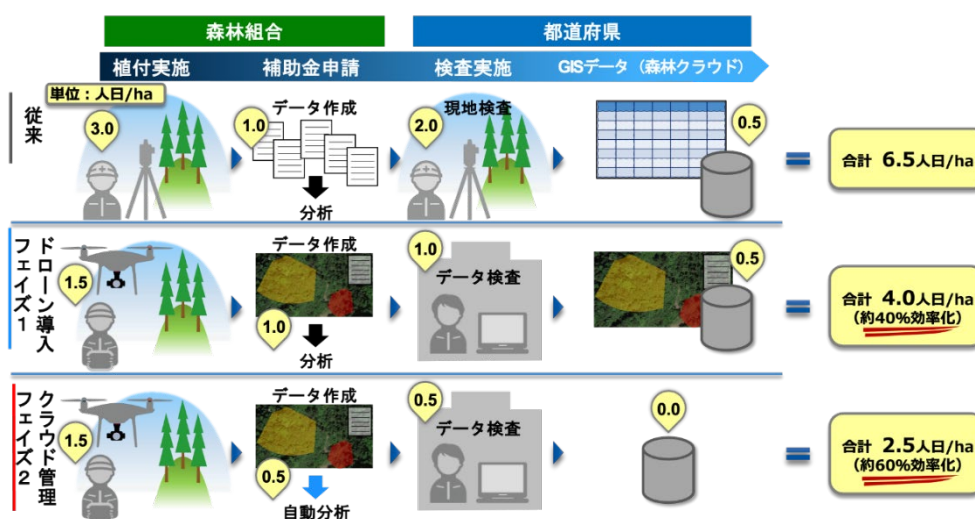 森林組合
都道府県
植付実施
補助金申請
検査実施
GISデータ（森林クラウド）
従来
単位：人日/ha
3.0
データ作成
1.0
分析
現地検査
2.0
0.5
＝
合計 6.5人日/ha
フェイズ1
ドローン導入
1.5
データ作成
1.0
分析
1.0
データ検査
0.5
＝
合計 4.0人日/ha
（約40%効率化）
フェイズ2
クラウド管理
1.5
データ作成
0.5
自動分析
0.5
データ検査
0.0
＝
合計 2.5人日/ha
（約60%効率化）